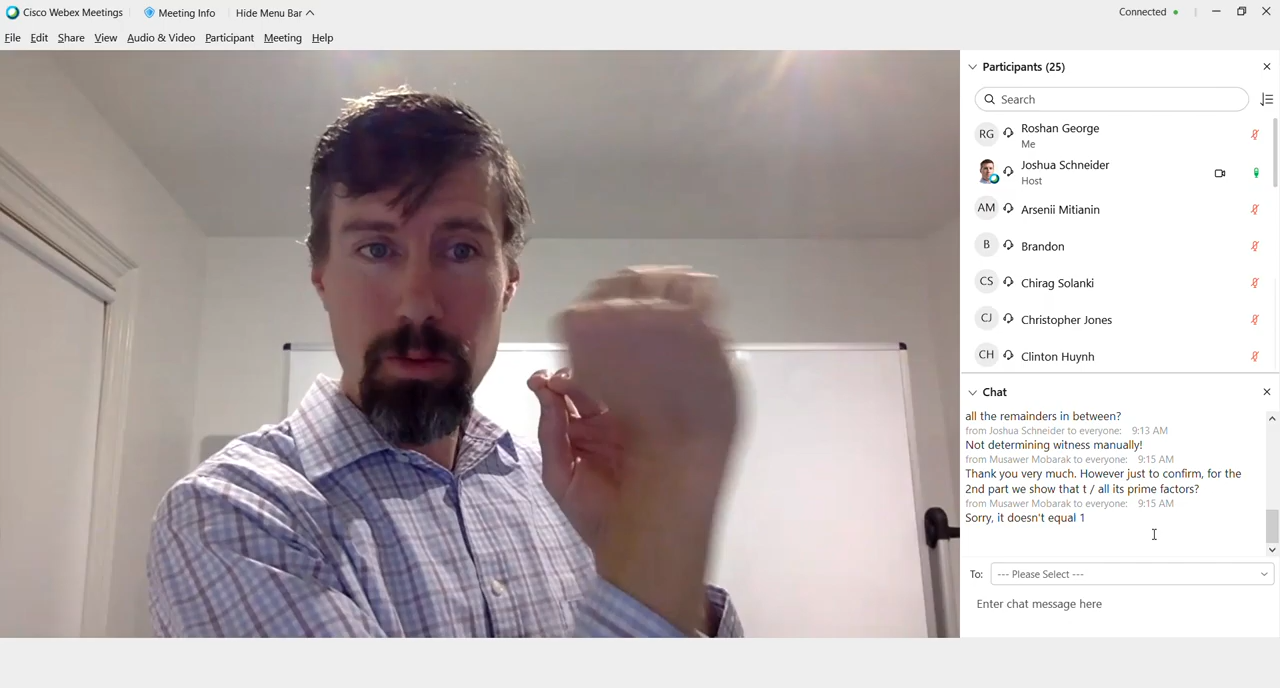 Cisco Webex Meetings
Meeting Info
Hide Menu Bar
Connected
File Edit Share View Audio & Video Participant Meeting Help
Participants (25)
Search
RG
Roshan George
Me
Joshua Schneider
Host
AM
Arsenii Mitianin
B
Brandon
CS
Chirag Solanki
CJ
Christopher Jones
CH
Clinton Huynh
Chat
all the remainders in between?
from Joshua Schneider to everyone: 9:13 AM
Not determining witness manually!
from Musawer Mobarak to everyone: 9:15 AM
Thank you very much. However just to confirm, for the
2nd part we show that t / all its prime factors?
from Musawer Mobarak to everyone: 9:15 AM
Sorry, it doesn't equal 1
To: --- Please Select ---
Enter chat message here